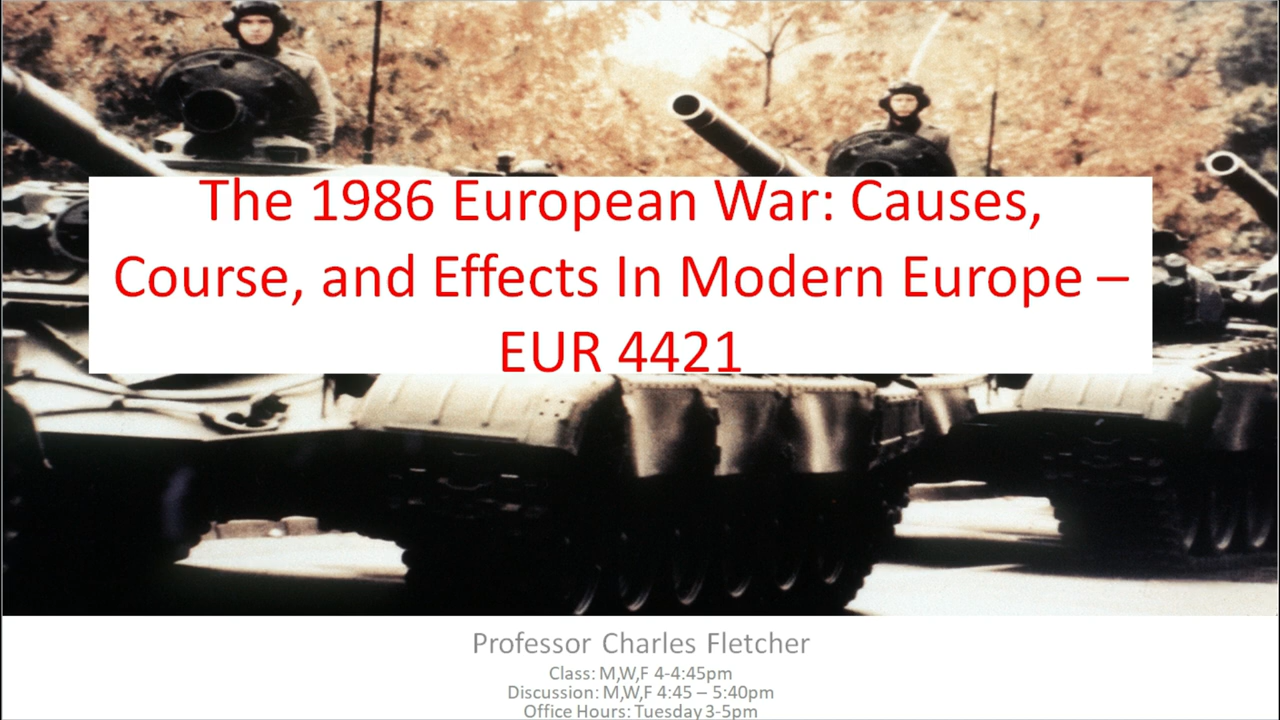 The 1986 European War: Causes,
Course, and Effects In Modern Europe –
EUR 4421
Professor Charles Fletcher
Class: M,W,F 4-4:45pm
Discussion: M,W,F 4:45 – 5:40pm
Office Hours: Tuesday 3-5pm